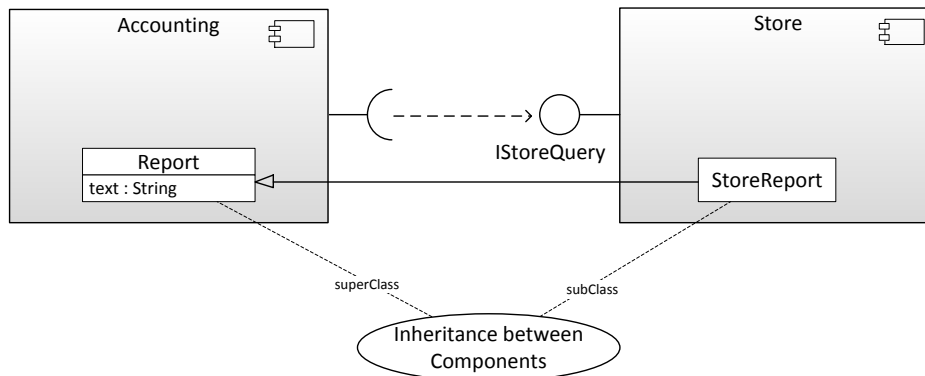 Accounting
Store
IStoreQuery
Report
text : String
StoreReport
superClass
subClass
Inheritance between
Components